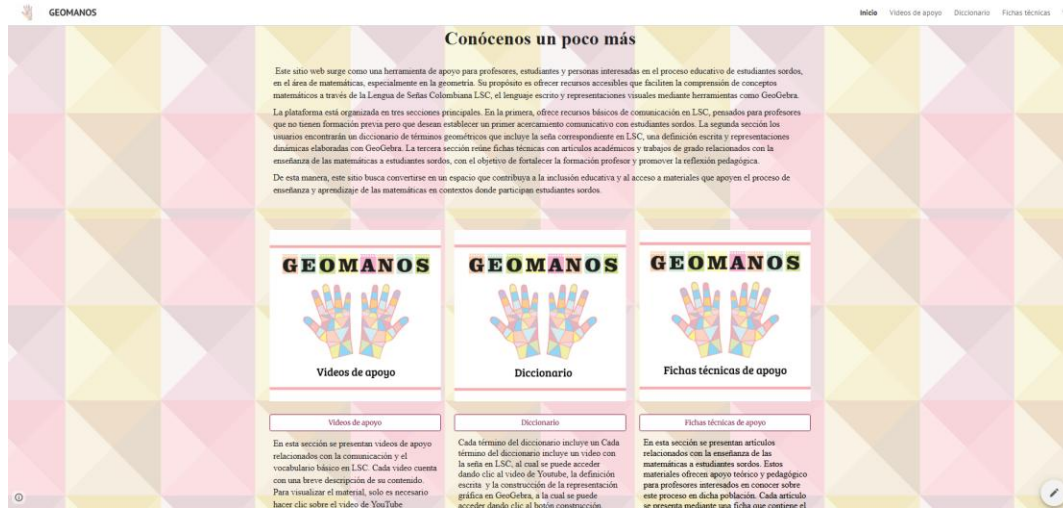 GEOMANOS
Inicio Videos de apoyo Diccionario Fichas técnicas
Conócenos un poco más
Este sitio web surge como una herramienta de apoyo para profesores, estudiantes y personas interesadas en el proceso educativo de estudiantes sordos,
en el área de matemáticas, especialmente en la geometría. Su propósito es ofrecer recursos accesibles que faciliten la comprensión de conceptos
matemáticos a través de la Lengua de Señas Colombiana LSC, el lenguaje escrito y representaciones visuales mediante herramientas como GeoGebra.
La plataforma está organizada en tres secciones principales. En la primera, ofrece recursos básicos de comunicación en LSC, pensados para profesores
que no tienen formación previa pero que desean establecer un primer acercamiento comunicativo con estudiantes sordos. La segunda sección los
usuarios encontrarán un diccionario de términos geométricos que incluye la seña correspondiente en LSC, una definición escrita y representaciones
dinámicas elaboradas con GeoGebra. La tercera sección reúne fichas técnicas con artículos académicos y trabajos de grado relacionados con la
enseñanza de las matemáticas a estudiantes sordos, con el objetivo de fortalecer la formación profesor y promover la reflexión pedagógica.
De esta manera, este sitio busca convertirse en un espacio que contribuya a la inclusión educativa y al acceso a materiales que apoyen el proceso de
enseñanza y aprendizaje de las matemáticas en contextos donde participan estudiantes sordos.
GEOMANOS
Videos de apoyo
GEOMANOS
Diccionario
GEOMANOS
Fichas técnicas de apoyo
Videos de apoyo
En esta sección se presentan videos de apoyo
relacionados con la comunicación y el
vocabulario básico en LSC. Cada video cuenta
con una breve descripción de su contenido.
Para visualizar el material, solo es necesario
hacer clic sobre el video de YouTube
Diccionario
Cada término del diccionario incluye un Cada
término del diccionario incluye un video con
la seña en LSC, al cual se puede acceder
dando clic al video de Youtube, la definición
escrita y la construcción de la representación
gráfica en GeoGebra, a la cual se puede
acceder dando clic al botón construcción.
Fichas técnicas de apoyo
En esta sección se presentan artículos
relacionados con la enseñanza de las
matemáticas a estudiantes sordos. Estos
materiales ofrecen apoyo teórico y pedagógico
para profesores interesados en conocer sobre
este proceso en dicha población. Cada artículo
se presenta mediante una ficha que contiene el